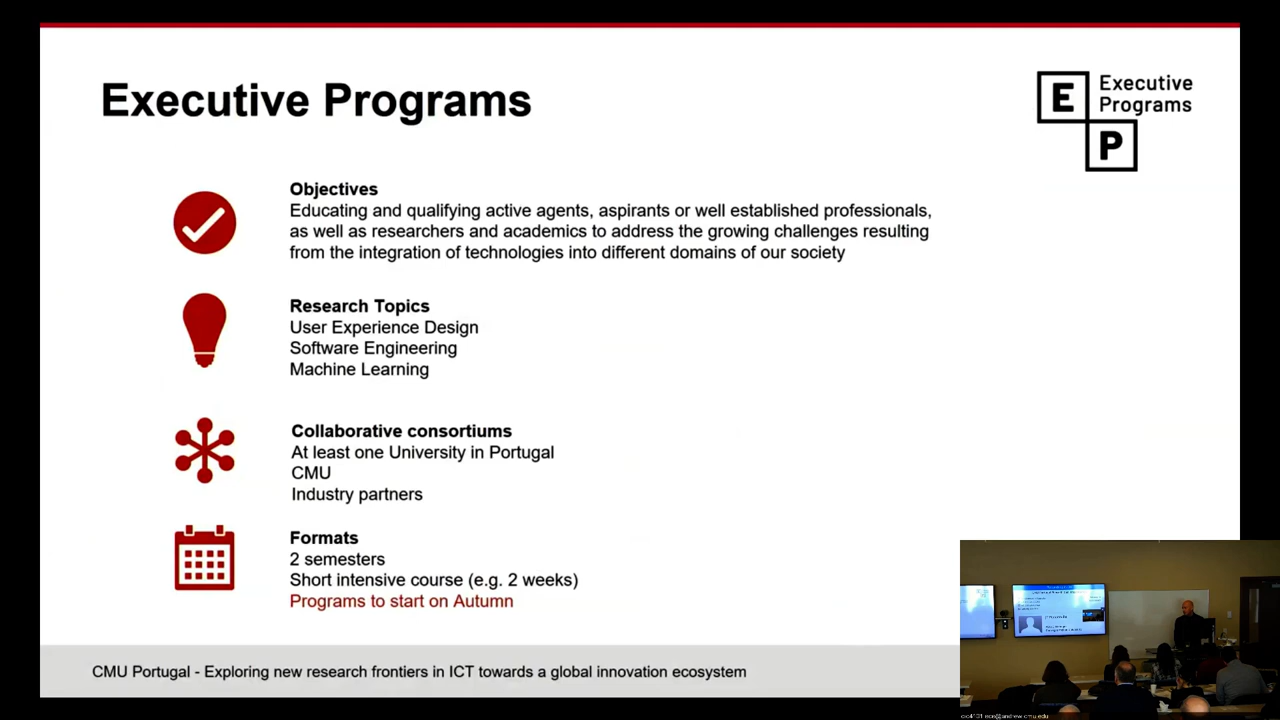 Executive Programs
E
Executive
Programs
P
Objectives
Educating and qualifying active agents, aspirants or well established professionals,
as well as researchers and academics to address the growing challenges resulting
from the integration of technologies into different domains of our society
Research Topics
User Experience Design
Software Engineering
Machine Learning
Collaborative consortiums
At least one University in Portugal
CMU
Industry partners
Formats
2 semesters
Short intensive course (e.g. 2 weeks)
Programs to start on Autumn
CMU Portugal - Exploring new research frontiers in ICT towards a global innovation ecosystem